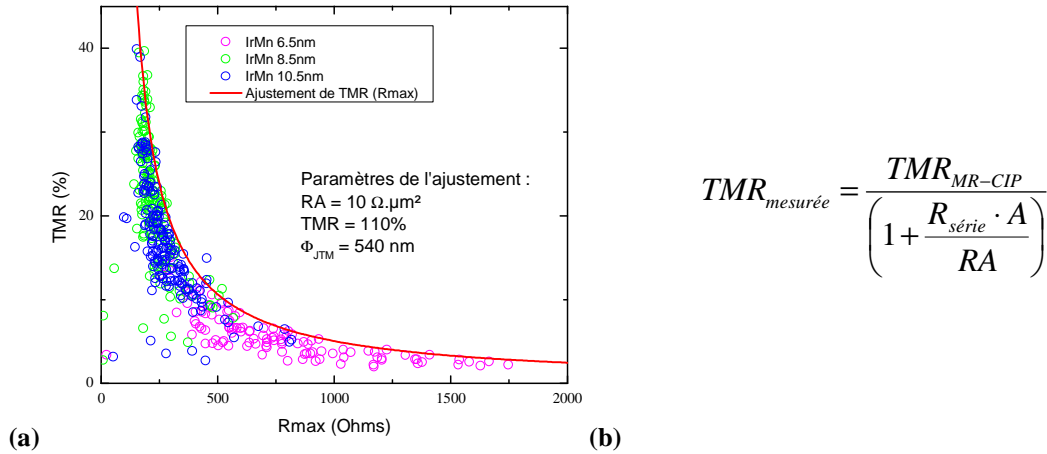 40
20
0
TMR (%)
IrMn 6.5nm
IrMn 8.5nm
IrMn 10.5nm
Ajustement de TMR (Rmax)
Paramètres de l'ajustement :
RA = 10 Ω.µm²
TMR = 110%
Φ_JTM = 540 nm
0 500 1000 1500 2000
Rmax (Ohms)
(a)
TMR_mesurée = TMR_MR−CIP / (1 + R_série · A / RA)
(b)